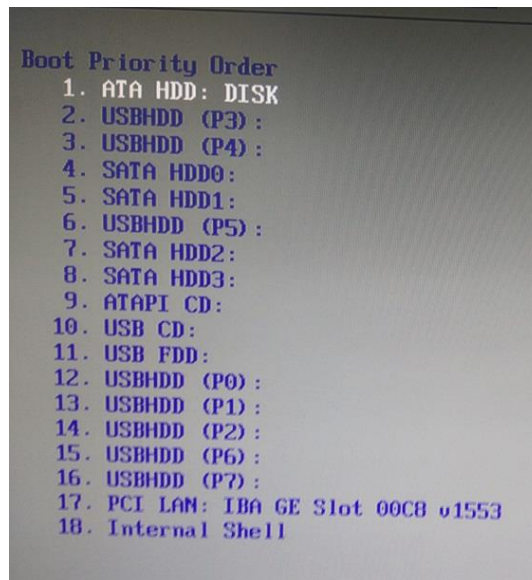 Boot Priority Order
1. ATA HDD: DISK
2. USBHDD (P3):
3. USBHDD (P4):
4. SATA HDD0:
5. SATA HDD1:
6. USBHDD (P5):
7. SATA HDD2:
8. SATA HDD3:
9. ATAPI CD:
10. USB CD:
11. USB FDD:
12. USBHDD (P0):
13. USBHDD (P1):
14. USBHDD (P2):
15. USBHDD (P6):
16. USBHDD (P7):
17. PCI LAN: IBA GE Slot 00C8 v1553
18. Internal Shell